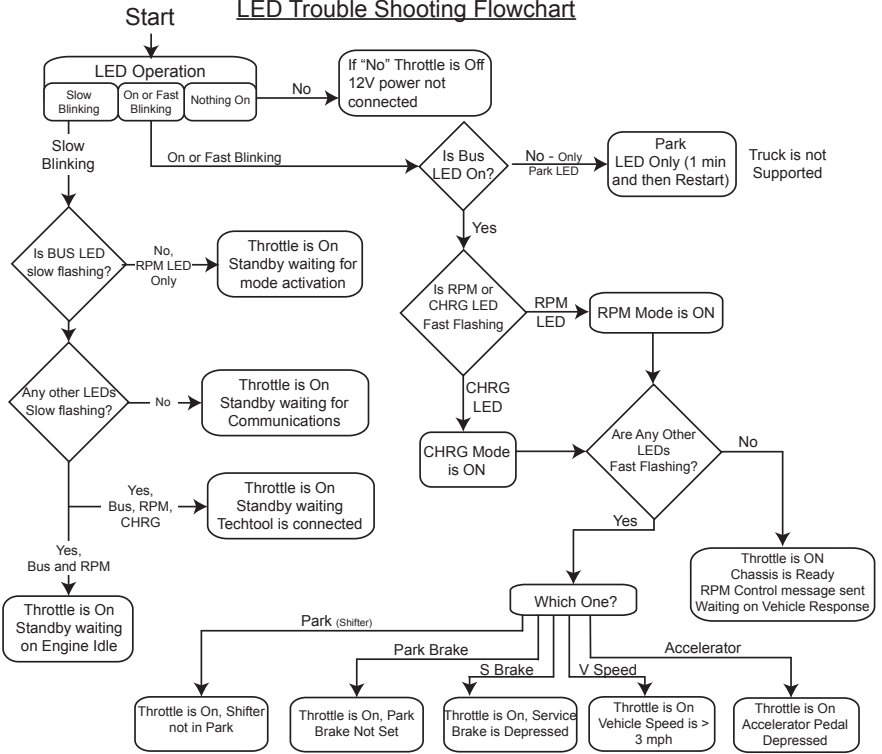 LED Trouble Shooting Flowchart
Start
LED Operation
Slow
Blinking
On or Fast
Blinking
Nothing On
No
If “No” Throttle is Off
12V power not
connected
Slow
Blinking
On or Fast Blinking
Is Bus
LED On?
No - Only
Park LED
Park
LED Only (1 min
and then Restart)
Truck is not
Supported
Yes
Is BUS LED
slow flashing?
No,
RPM LED
Only
Throttle is On
Standby waiting for
mode activation
Is RPM or
CHRG LED
Fast Flashing
RPM
LED
RPM Mode is ON
Any other LEDs
Slow flashing?
No
Throttle is On
Standby waiting for
Communications
CHRG
LED
CHRG Mode
is ON
Are Any Other
LEDs
Fast Flashing?
No
Yes,
Bus, RPM,
CHRG
Throttle is On
Standby waiting
Techtool is connected
Yes
Yes,
Bus and RPM
Throttle is On
Standby waiting
on Engine Idle
Throttle is ON
Chassis is Ready
RPM Control message sent
Waiting on Vehicle Response
Which One?
Park (Shifter)
Park Brake
S Brake
V Speed
Accelerator
Throttle is On, Shifter
not in Park
Throttle is On, Park
Brake Not Set
Throttle is On, Service
Brake is Depressed
Throttle is On
Vehicle Speed is >
3 mph
Throttle is On
Accelerator Pedal
Depressed